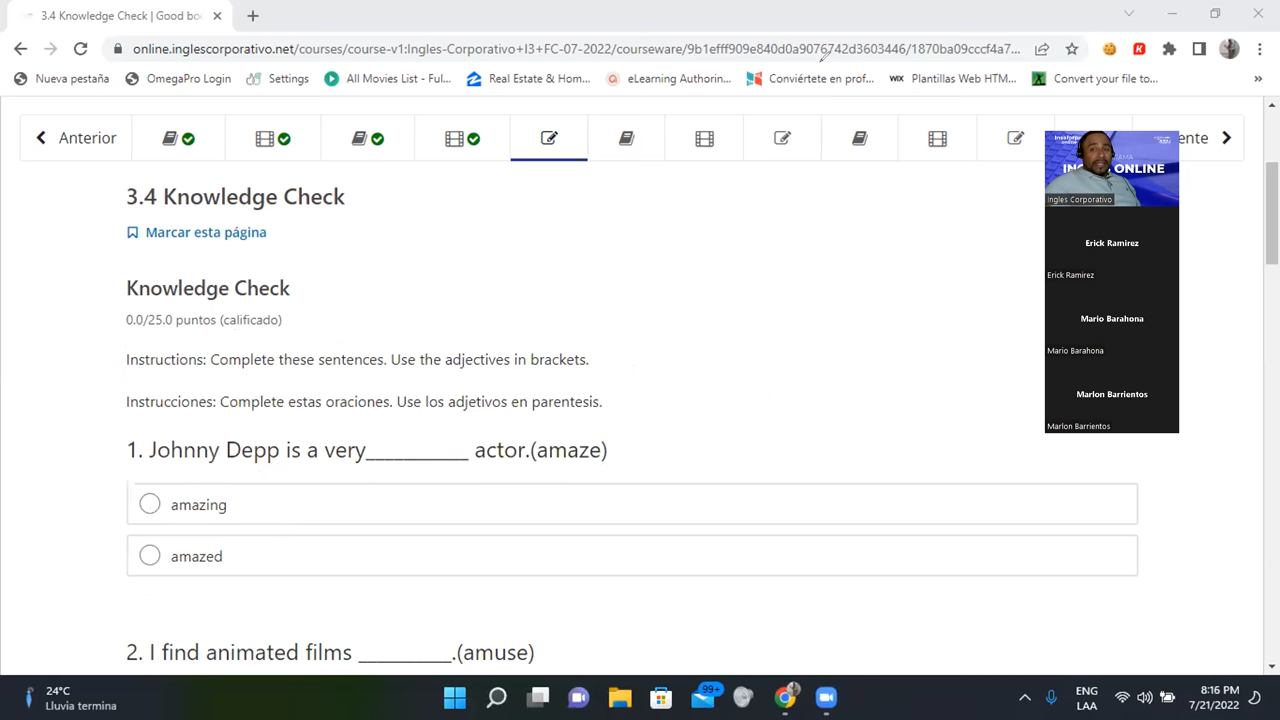 3.4 Knowledge Check | Good bo
online.inglescorporativo.net/courses/course-v1:Ingles-Corporativo+I3+FC-07-2022/courseware/9b1efff909e840d0a9076742d3603446/1870ba09cccf4a7...
Nueva pestaña
OmegaPro Login
Settings
All Movies List - Ful...
Real Estate & Hom...
eLearning Authorin...
Conviértete en prof...
Plantillas Web HTM...
Convert your file to...
»
Anterior
ente
3.4 Knowledge Check
Marcar esta página
Knowledge Check
0.0/25.0 puntos (calificado)
Instructions: Complete these sentences. Use the adjectives in brackets.
Instrucciones: Complete estas oraciones. Use los adjetivos en parentesis.
1. Johnny Depp is a very__________ actor.(amaze)
amazing
amazed
2. I find animated films _________.(amuse)
ONLINE
Ingles Corporativo
Erick Ramirez
Erick Ramirez
Mario Barahona
Mario Barahona
Marlon Barrientos
Marlon Barrientos
24°C
Lluvia termina
99+
ENG
LAA
8:16 PM
7/21/2022